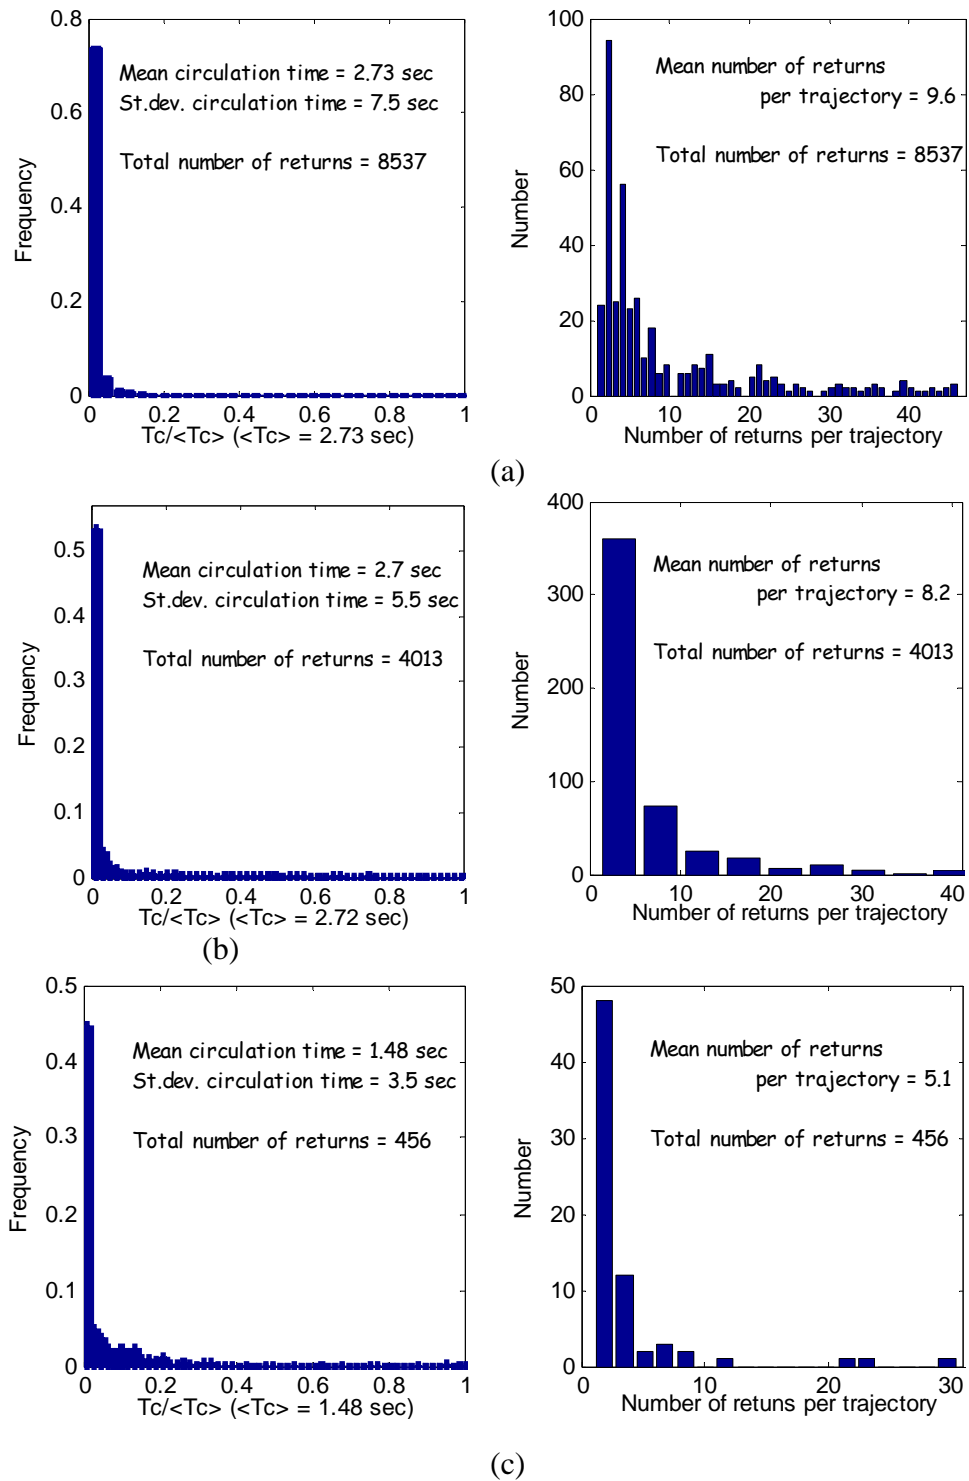 0.8
0.6
0.4
0.2
0
Frequency
Mean circulation time = 2.73 sec
St.dev. circulation time = 7.5 sec
Total number of returns = 8537
0 0.2 0.4 0.6 0.8 1
Tc/<Tc> (<Tc> = 2.73 sec)
100
80
60
40
20
0
Number
Mean number of returns
per trajectory = 9.6
Total number of returns = 8537
0 10 20 30 40
Number of returns per trajectory
(a)
0.5
0.4
0.3
0.2
0.1
0
Frequency
Mean circulation time = 2.7 sec
St.dev. circulation time = 5.5 sec
Total number of returns = 4013
0 0.2 0.4 0.6 0.8 1
Tc/<Tc> (<Tc> = 2.72 sec)
400
300
200
100
0
Number
Mean number of returns
per trajectory = 8.2
Total number of returns = 4013
0 10 20 30 40
Number of returns per trajectory
(b)
0.5
0.4
0.3
0.2
0.1
0
Frequency
Mean circulation time = 1.48 sec
St.dev. circulation time = 3.5 sec
Total number of returns = 456
0 0.2 0.4 0.6 0.8 1
Tc/<Tc> (<Tc> = 1.48 sec)
50
40
30
20
10
0
Number
Mean number of returns
per trajectory = 5.1
Total number of returns = 456
0 10 20 30
Number of retuns per trajectory
(c)